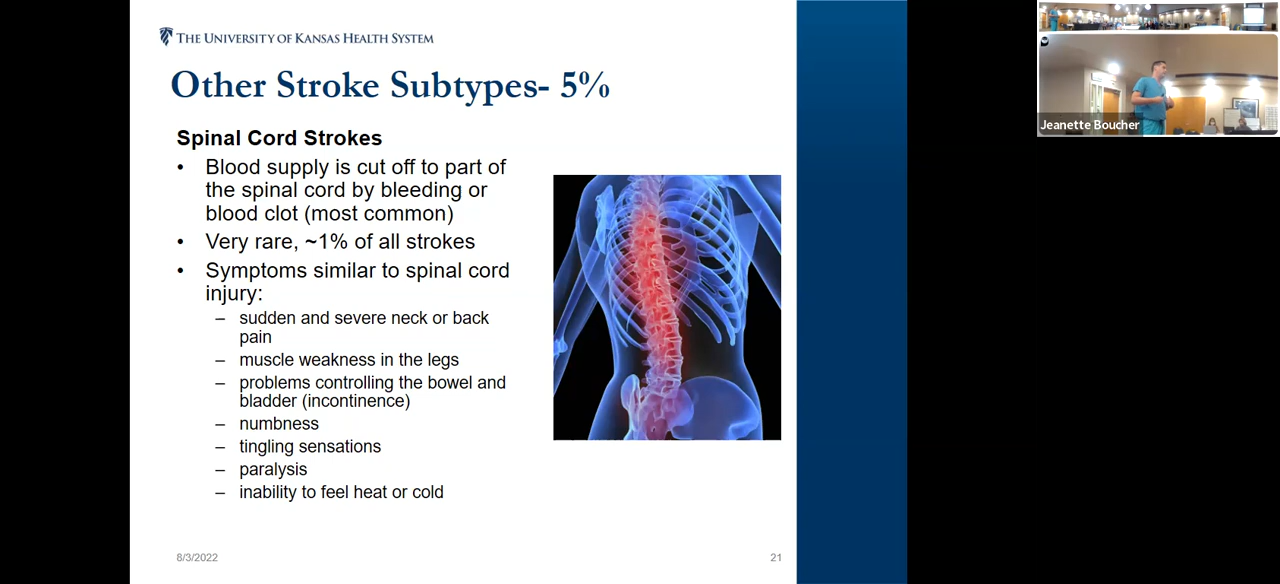 THE UNIVERSITY OF KANSAS HEALTH SYSTEM
Other Stroke Subtypes- 5%
Spinal Cord Strokes
• Blood supply is cut off to part of
the spinal cord by bleeding or
blood clot (most common)
• Very rare, ~1% of all strokes
• Symptoms similar to spinal cord
injury:
– sudden and severe neck or back
pain
– muscle weakness in the legs
– problems controlling the bowel and
bladder (incontinence)
– numbness
– tingling sensations
– paralysis
– inability to feel heat or cold
8/3/2022
21
Jeanette Boucher